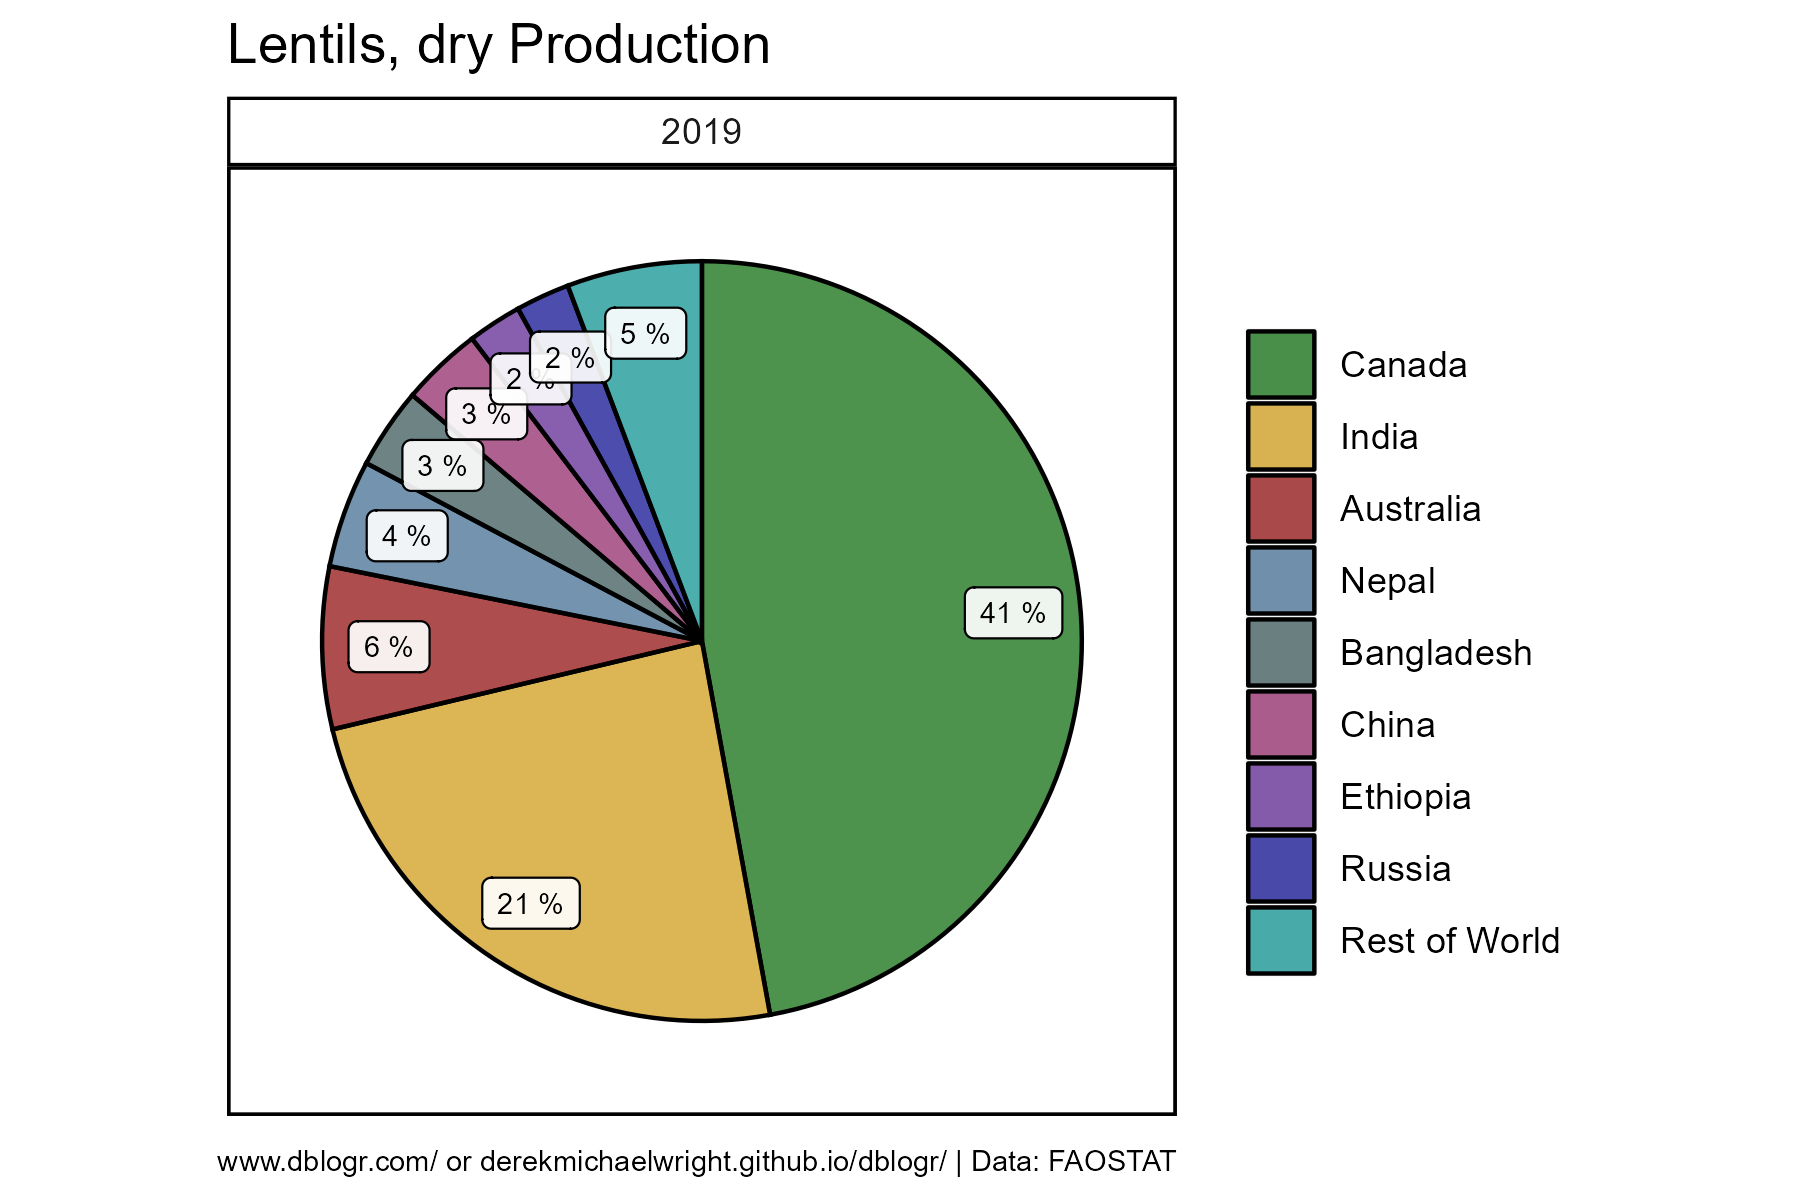 Lentils, dry Production
2019
5 %
2 %
2 %
3 %
3 %
4 %
6 %
21 %
41 %
Canada
India
Australia
Nepal
Bangladesh
China
Ethiopia
Russia
Rest of World
www.dblogr.com/ or derekmichaelwright.github.io/dblogr/ | Data: FAOSTAT